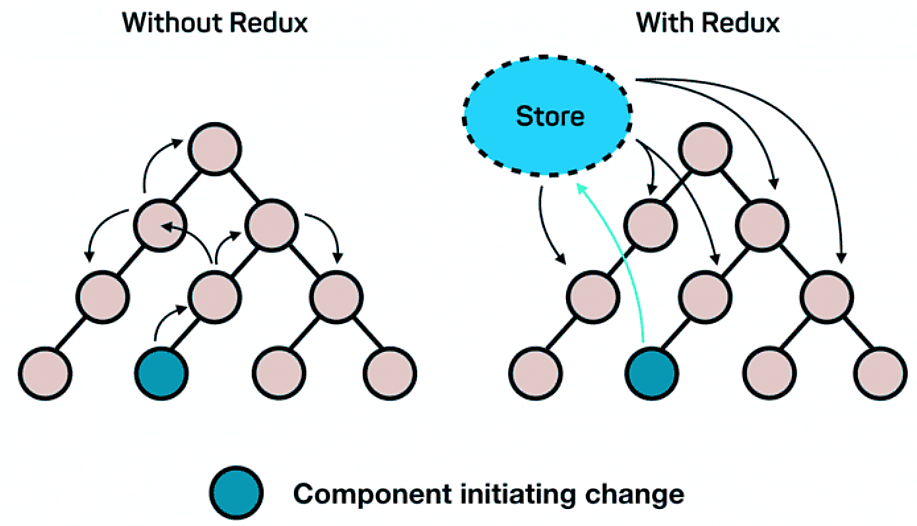 Without Redux
With Redux
Store
Component initiating change